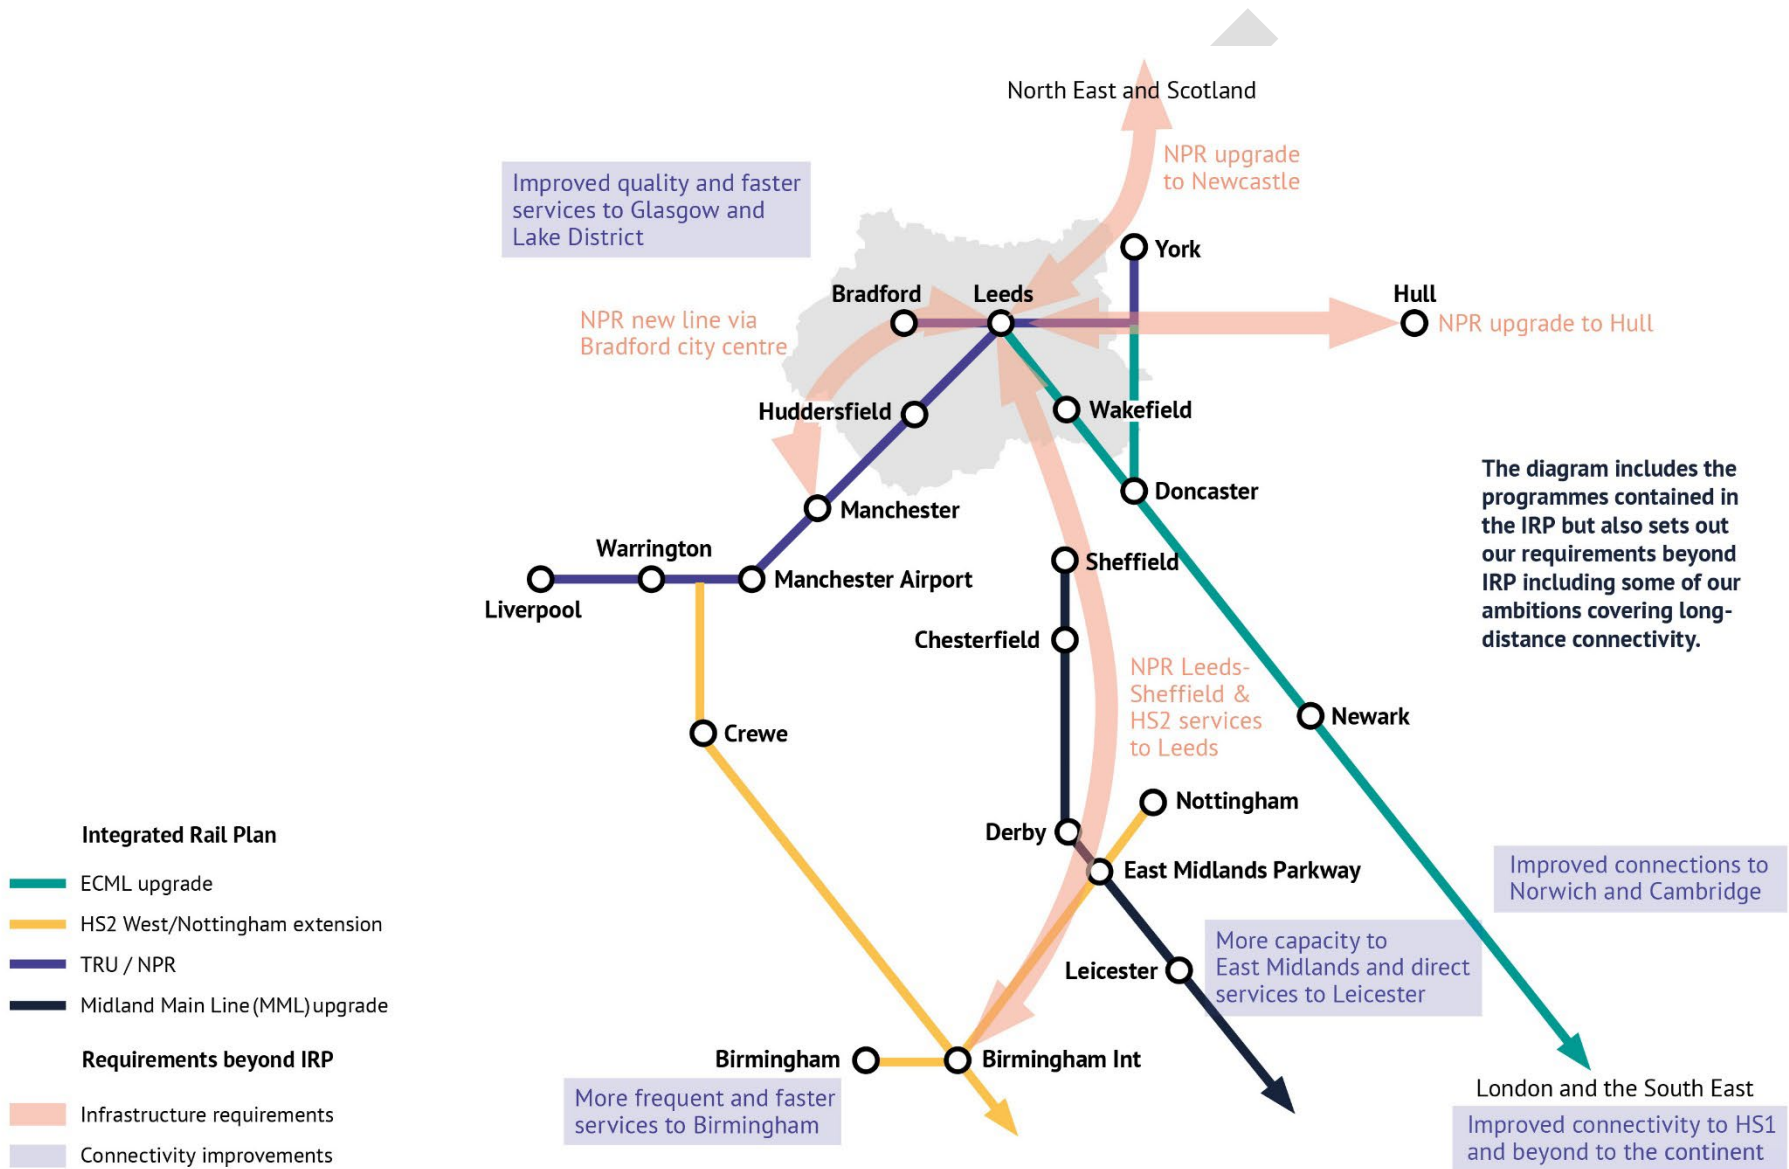 North East and Scotland
NPR upgrade
to Newcastle
Improved quality and faster
services to Glasgow and
Lake District
York
Bradford
Leeds
Hull
NPR new line via
Bradford city centre
NPR upgrade to Hull
Huddersfield
Wakefield
The diagram includes the
programmes contained in
the IRP but also sets out
our requirements beyond
IRP including some of our
ambitions covering long-
distance connectivity.
Doncaster
Manchester
Warrington
Sheffield
Manchester Airport
Liverpool
Chesterfield
NPR Leeds-
Sheffield &
HS2 services
to Leeds
Newark
Crewe
Nottingham
Derby
East Midlands Parkway
Integrated Rail Plan
ECML upgrade
HS2 West/Nottingham extension
TRU / NPR
Midland Main Line (MML) upgrade
Requirements beyond IRP
Infrastructure requirements
Connectivity improvements
Improved connections to
Norwich and Cambridge
More capacity to
East Midlands and direct
services to Leicester
Leicester
Birmingham
Birmingham Int
More frequent and faster
services to Birmingham
London and the South East
Improved connectivity to HS1
and beyond to the continent